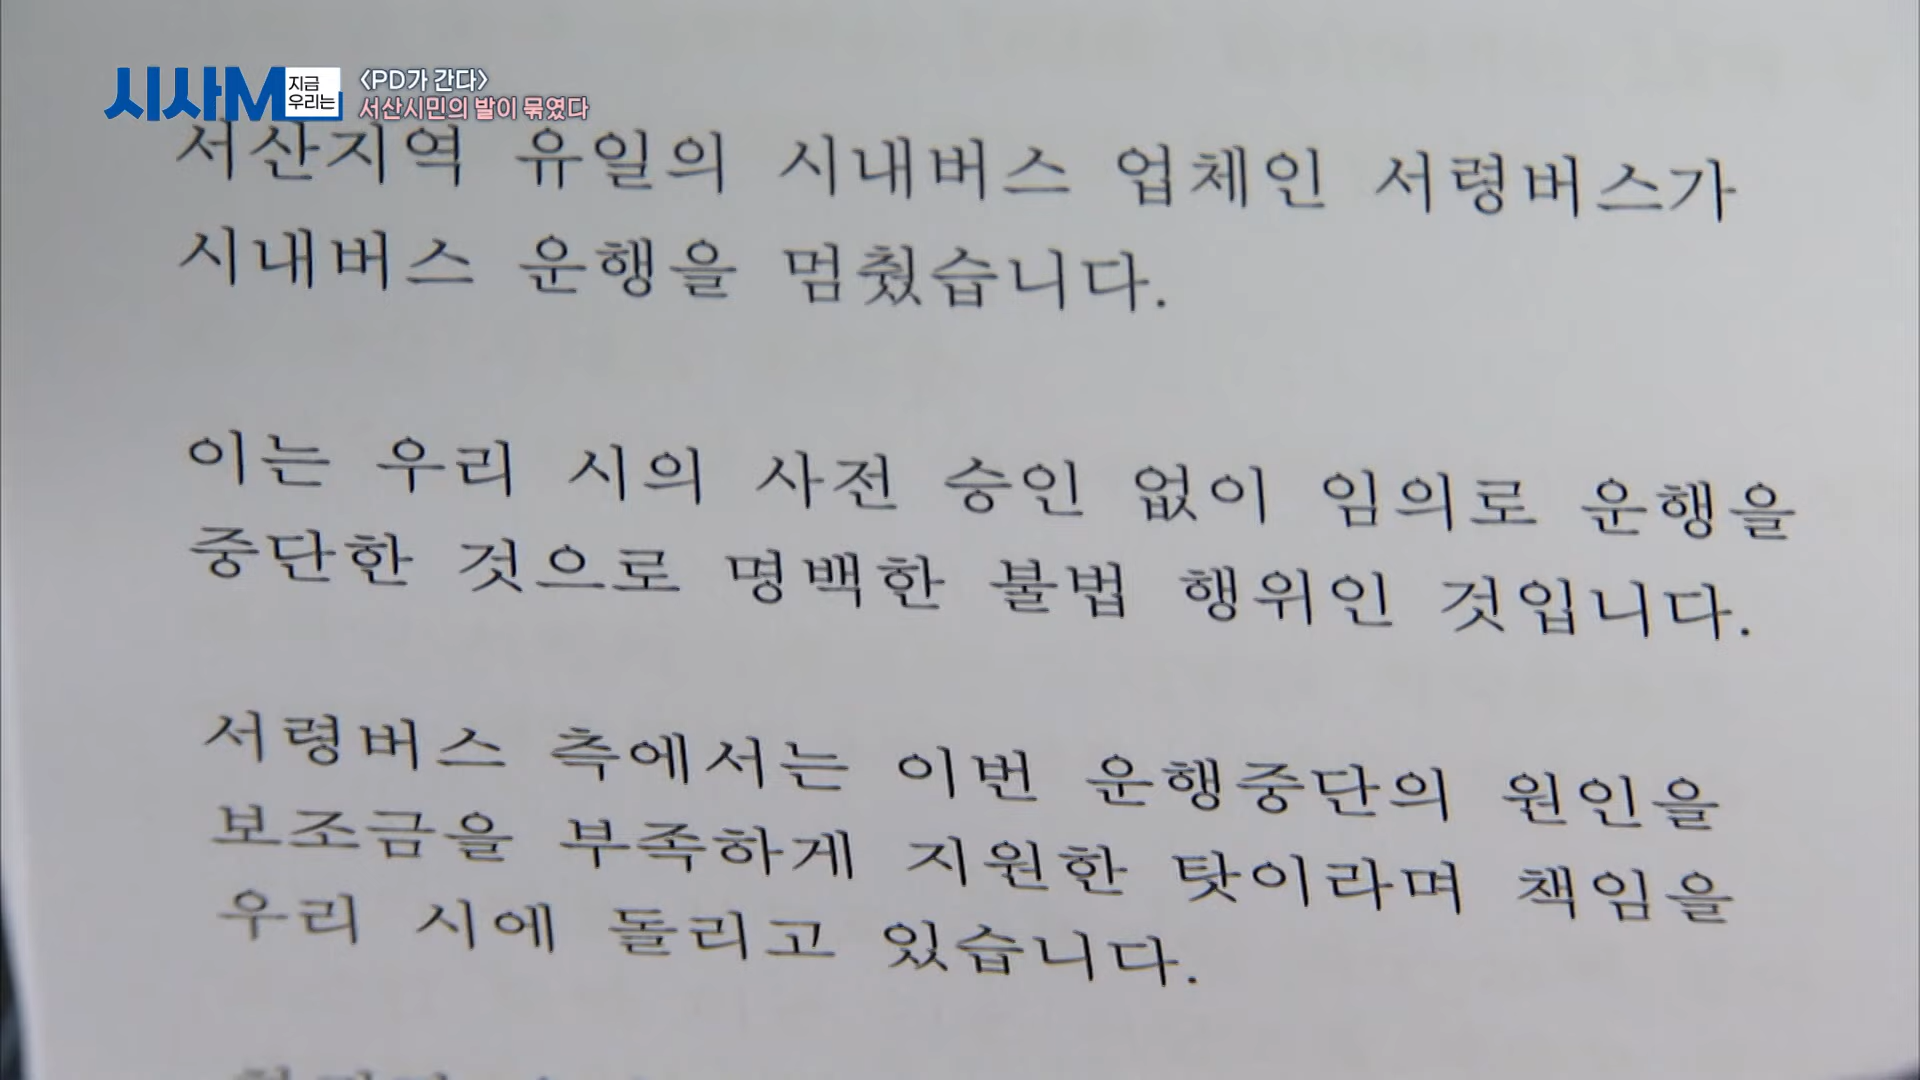 시사M 지금 우리는
<PD가 간다>
서산시민의 발이 묶였다
서산지역 유일의 시내버스 업체인 서령버스가
시내버스 운행을 멈췄습니다.
이는 우리 시의 사전 승인 없이 임의로 운행을
중단한 것으로 명백한 불법 행위인 것입니다.
서령버스 측에서는 이번 운행중단의 원인을
보조금을 부족하게 지원한 탓이라며 책임을
우리 시에 돌리고 있습니다.